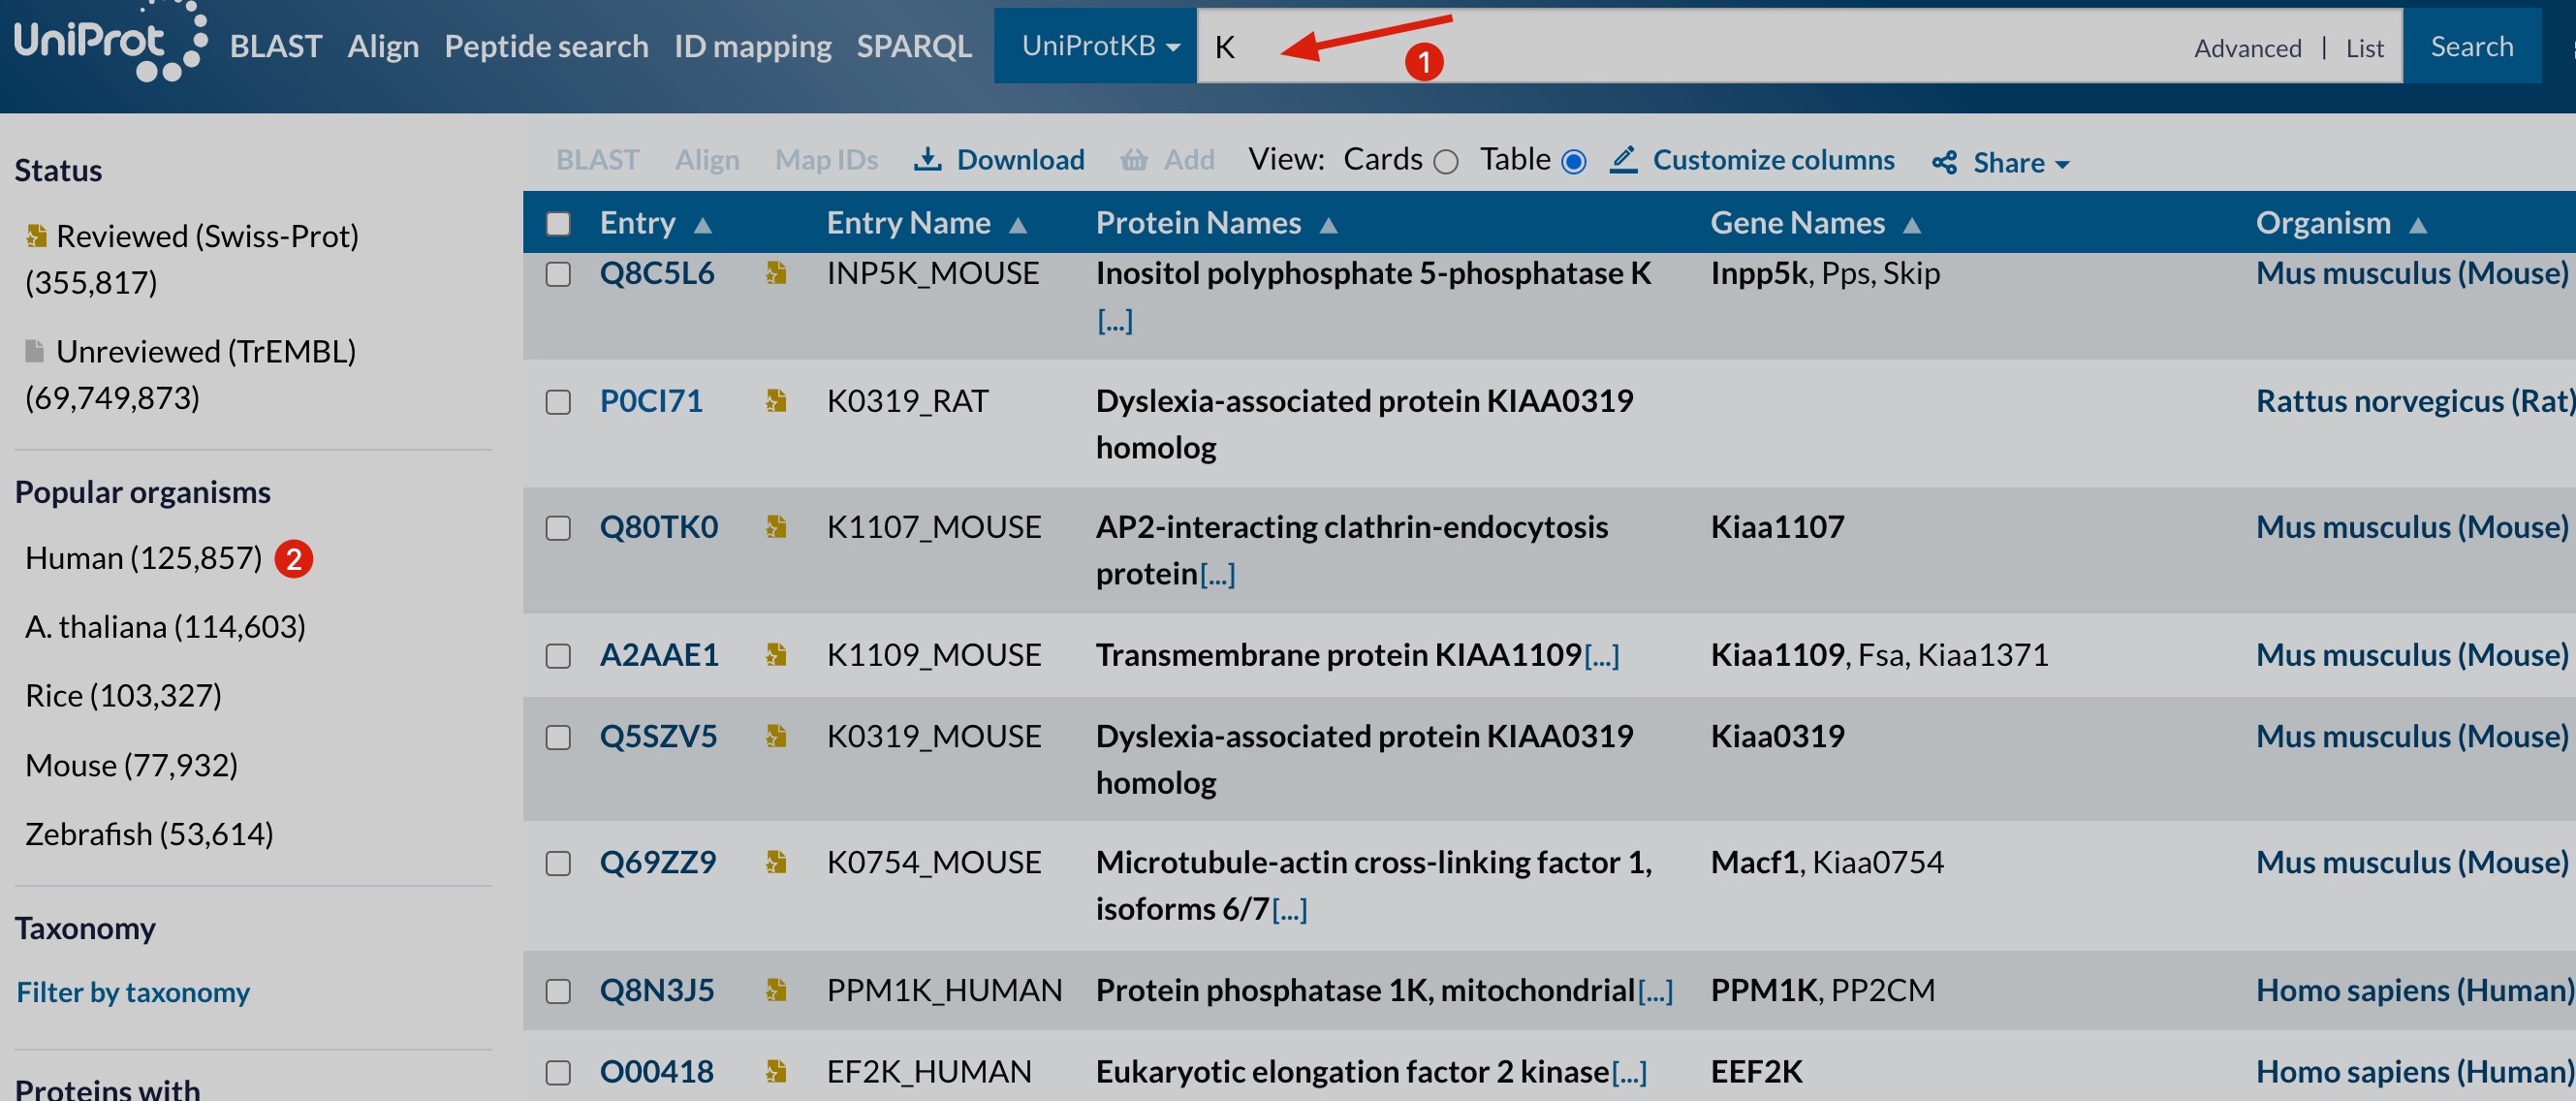 UniProt BLAST Align Peptide search ID mapping SPARQL UniProtKB K 1 Advanced | List Search
Status
Reviewed (Swiss-Prot)
(355,817)
Unreviewed (TrEMBL)
(69,749,873)
Popular organisms
Human (125,857) 2
A. thaliana (114,603)
Rice (103,327)
Mouse (77,932)
Zebrafish (53,614)
Taxonomy
Filter by taxonomy
Proteins with
BLAST Align Map IDs Download Add View: Cards Table Customize columns Share
Entry Entry Name Protein Names Gene Names Organism
Q8C5L6 INP5K_MOUSE Inositol polyphosphate 5-phosphatase K Inpp5k, Pps, Skip Mus musculus (Mouse)
[...]
P0CI71 K0319_RAT Dyslexia-associated protein KIAA0319 Rattus norvegicus (Rat)
homolog
Q80TK0 K1107_MOUSE AP2-interacting clathrin-endocytosis Kiaa1107 Mus musculus (Mouse)
protein[...]
A2AAE1 K1109_MOUSE Transmembrane protein KIAA1109[...] Kiaa1109, Fsa, Kiaa1371 Mus musculus (Mouse)
Q5SZV5 K0319_MOUSE Dyslexia-associated protein KIAA0319 Kiaa0319 Mus musculus (Mouse)
homolog
Q69ZZ9 K0754_MOUSE Microtubule-actin cross-linking factor 1, Macf1, Kiaa0754 Mus musculus (Mouse)
isoforms 6/7[...]
Q8N3J5 PPM1K_HUMAN Protein phosphatase 1K, mitochondrial[...] PPM1K, PP2CM Homo sapiens (Human)
O00418 EF2K_HUMAN Eukaryotic elongation factor 2 kinase[...] EEF2K Homo sapiens (Human)